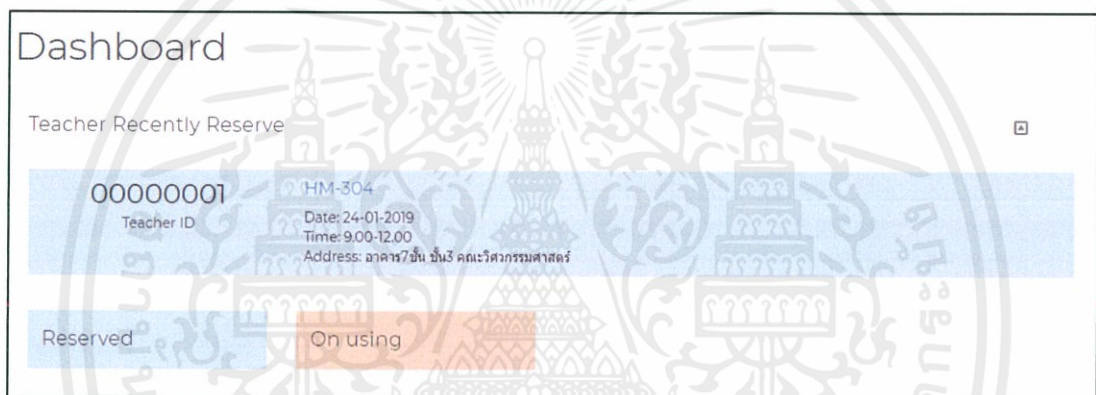 Dashboard
Teacher Recently Reserve
00000001
Teacher ID
HM-304
Date: 24-01-2019
Time: 9.00-12.00
Address: อาคาร7ชั้น ชั้น3 คณะวิศวกรรมศาสตร์
Reserved
On using